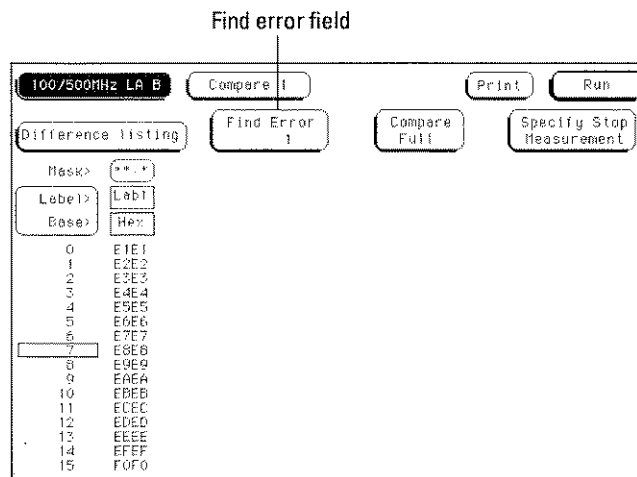 Find error field
100/500MHz LA B Compare 1 Print Run
Difference listing Find Error 1 Compare Full Specify Stop Measurement
Mask> **.*
Label> Lab1
Base> Hex
0 E1E1
1 E2E2
2 E3E3
3 E4E4
4 E5E5
5 E6E6
6 E7E7
7 E8E8
8 E9E9
9 EAEA
10 EBEB
11 ECEC
12 EDED
13 EEEE
14 EFEF
15 F0F0